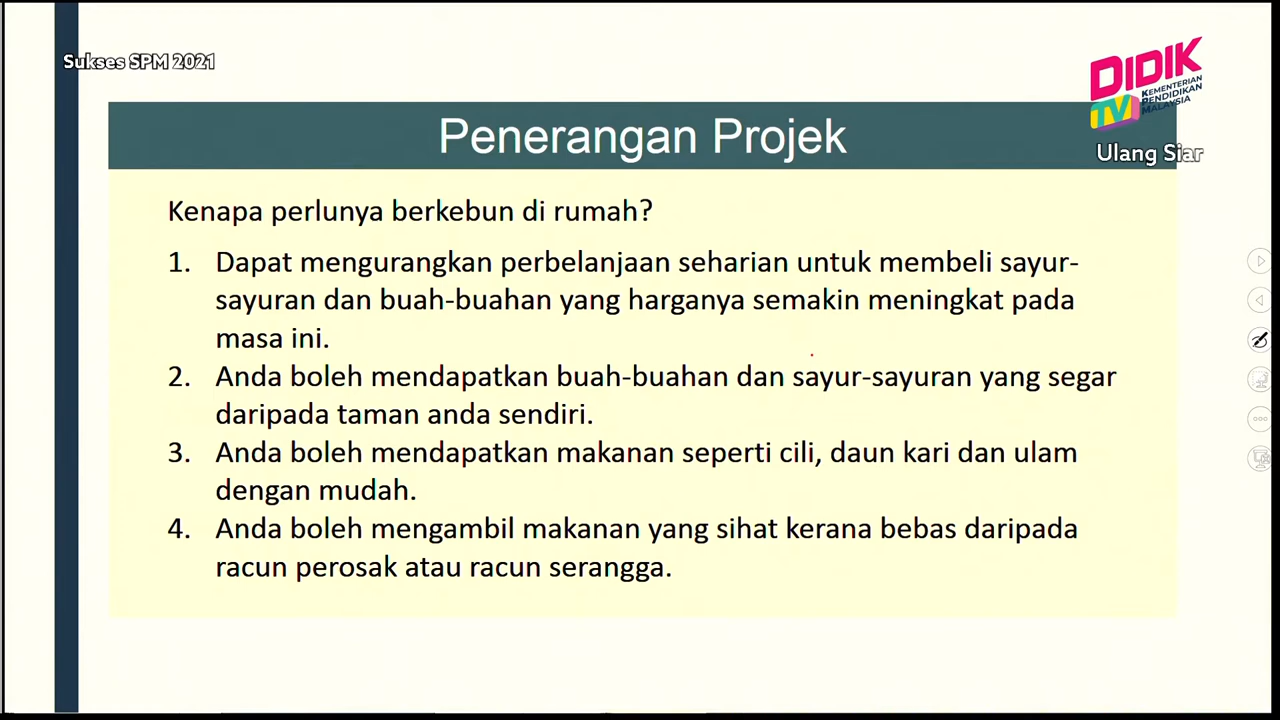 Sukses SPM 2021
DIDIK
TV
KEMENTERIAN
PENDIDIKAN
MALAYSIA
Ulang Siar
Penerangan Projek
Kenapa perlunya berkebun di rumah?
1. Dapat mengurangkan perbelanjaan seharian untuk membeli sayur-
sayuran dan buah-buahan yang harganya semakin meningkat pada
masa ini.
2. Anda boleh mendapatkan buah-buahan dan sayur-sayuran yang segar
daripada taman anda sendiri.
3. Anda boleh mendapatkan makanan seperti cili, daun kari dan ulam
dengan mudah.
4. Anda boleh mengambil makanan yang sihat kerana bebas daripada
racun perosak atau racun serangga.